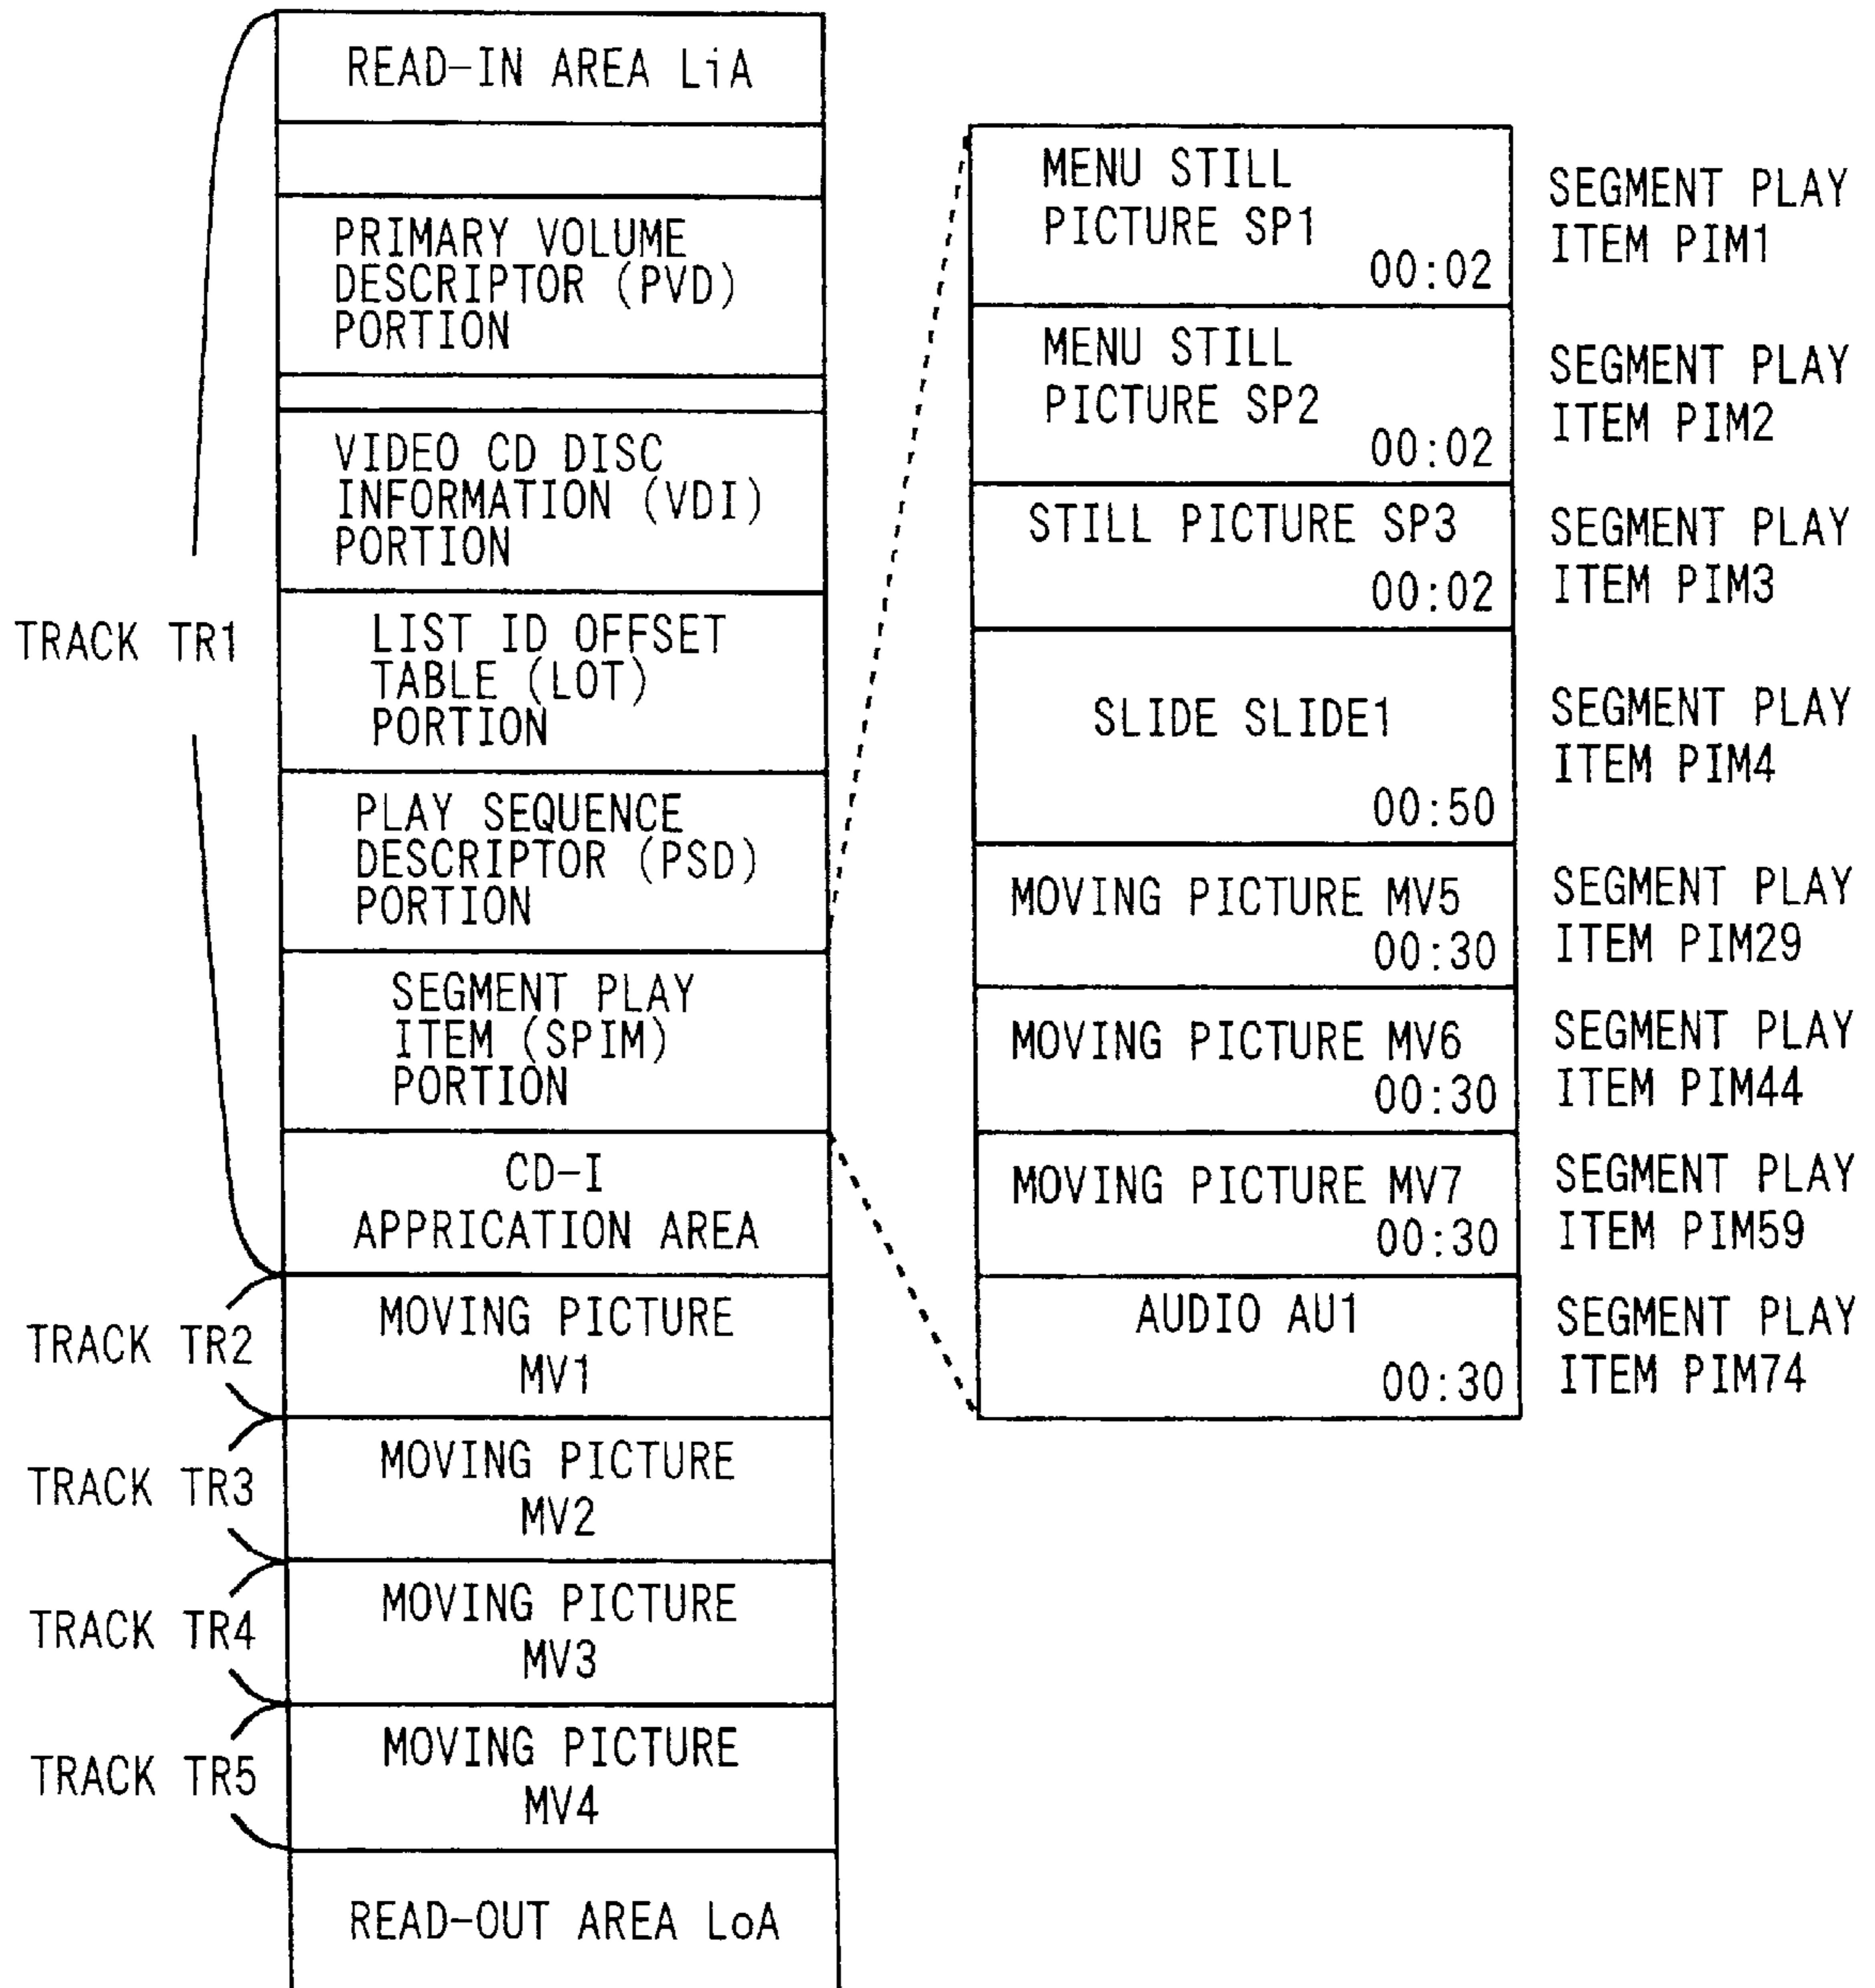 READ-IN AREA LiA
PRIMARY VOLUME
DESCRIPTOR (PVD)
PORTION
VIDEO CD DISC
INFORMATION (VDI)
PORTION
LIST ID OFFSET
TABLE (LOT)
PORTION
PLAY SEQUENCE
DESCRIPTOR (PSD)
PORTION
SEGMENT PLAY
ITEM (SPIM)
PORTION
CD-I
APPRICATION AREA
MOVING PICTURE
MV1
MOVING PICTURE
MV2
MOVING PICTURE
MV3
MOVING PICTURE
MV4
READ-OUT AREA LoA
TRACK TR1
TRACK TR2
TRACK TR3
TRACK TR4
TRACK TR5
MENU STILL
PICTURE SP1
00:02
SEGMENT PLAY
ITEM PIM1
MENU STILL
PICTURE SP2
00:02
SEGMENT PLAY
ITEM PIM2
STILL PICTURE SP3
00:02
SEGMENT PLAY
ITEM PIM3
SLIDE SLIDE1
00:50
SEGMENT PLAY
ITEM PIM4
MOVING PICTURE MV5
00:30
SEGMENT PLAY
ITEM PIM29
MOVING PICTURE MV6
00:30
SEGMENT PLAY
ITEM PIM44
MOVING PICTURE MV7
00:30
SEGMENT PLAY
ITEM PIM59
AUDIO AU1
00:30
SEGMENT PLAY
ITEM PIM74